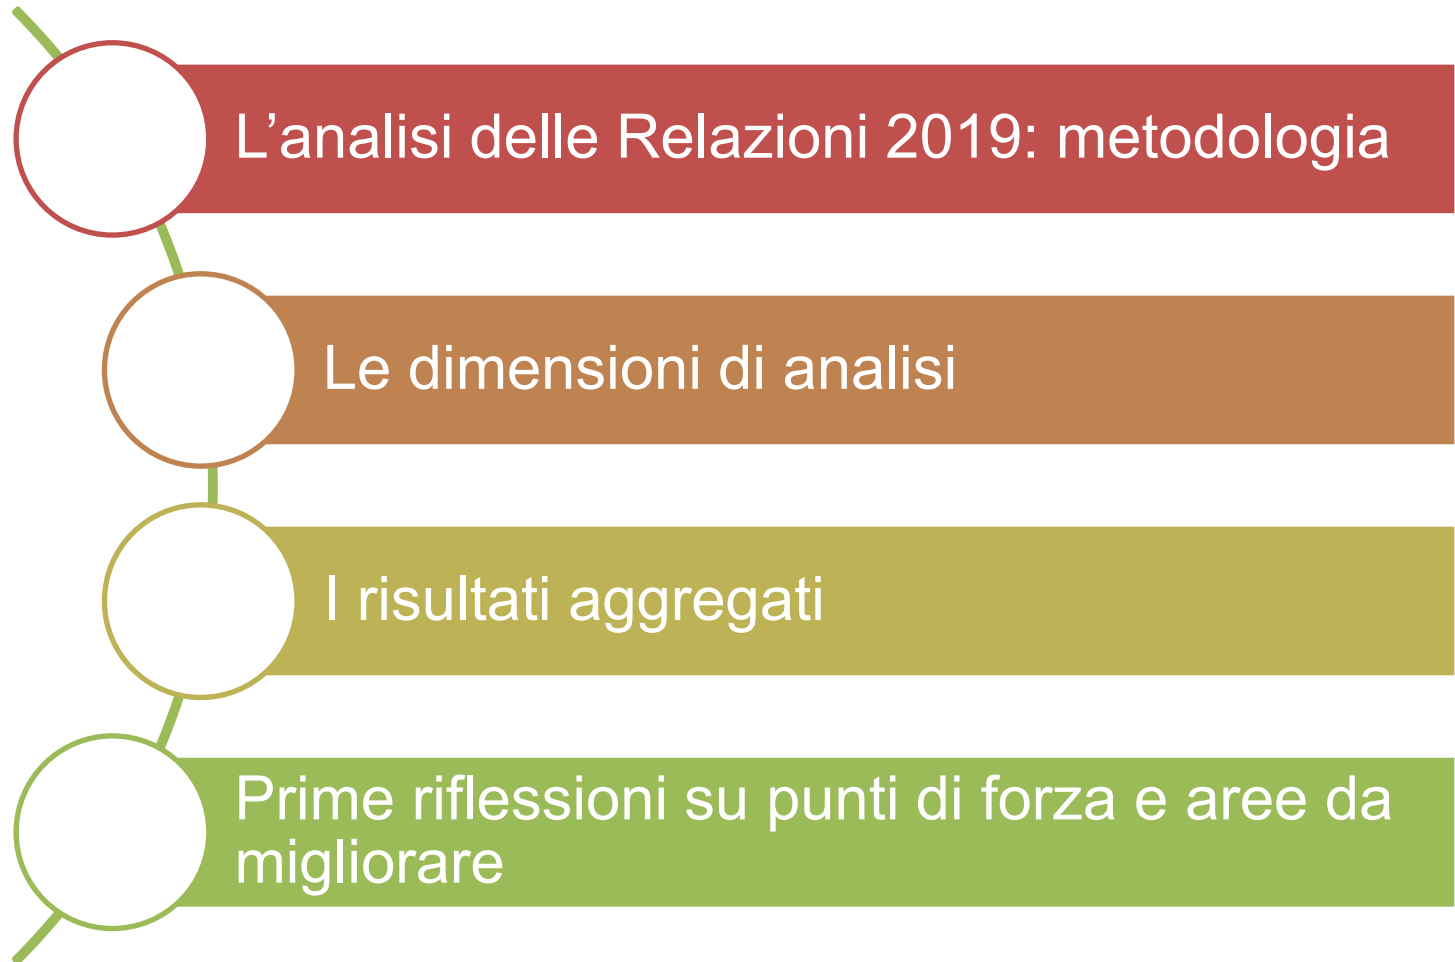 L’analisi delle Relazioni 2019: metodologia
Le dimensioni di analisi
I risultati aggregati
Prime riflessioni su punti di forza e aree da
migliorare